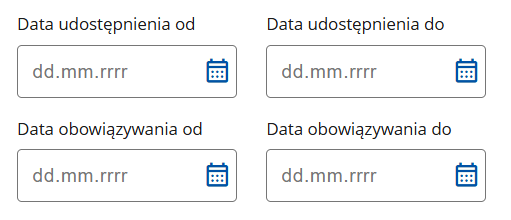 Data udostępnienia od
Data udostępnienia do
dd.mm.rrrr
dd.mm.rrrr
Data obowiązywania od
Data obowiązywania do
dd.mm.rrrr
dd.mm.rrrr